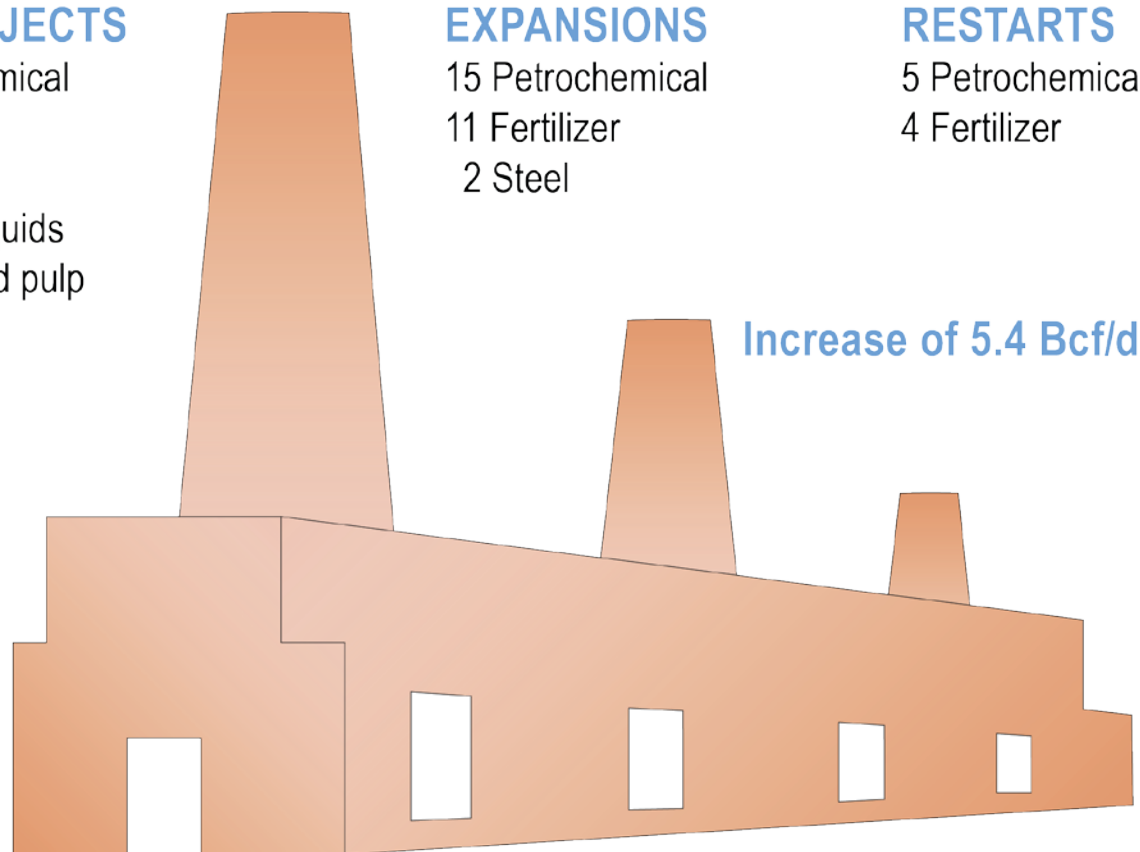 JECTS
mical
uids
d pulp
EXPANSIONS
15 Petrochemical
11 Fertilizer
2 Steel
RESTARTS
5 Petrochemica
4 Fertilizer
Increase of 5.4 Bcf/d